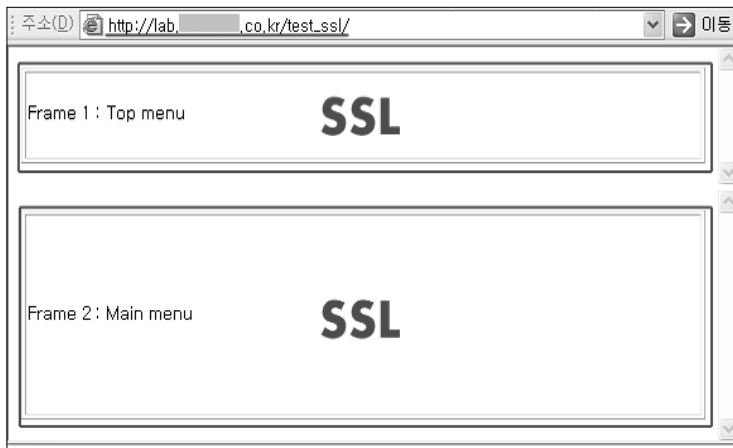 주소(D) http://lab. .co.kr/test_ssl/ 이동
Frame 1 : Top menu SSL
Frame 2 : Main menu SSL